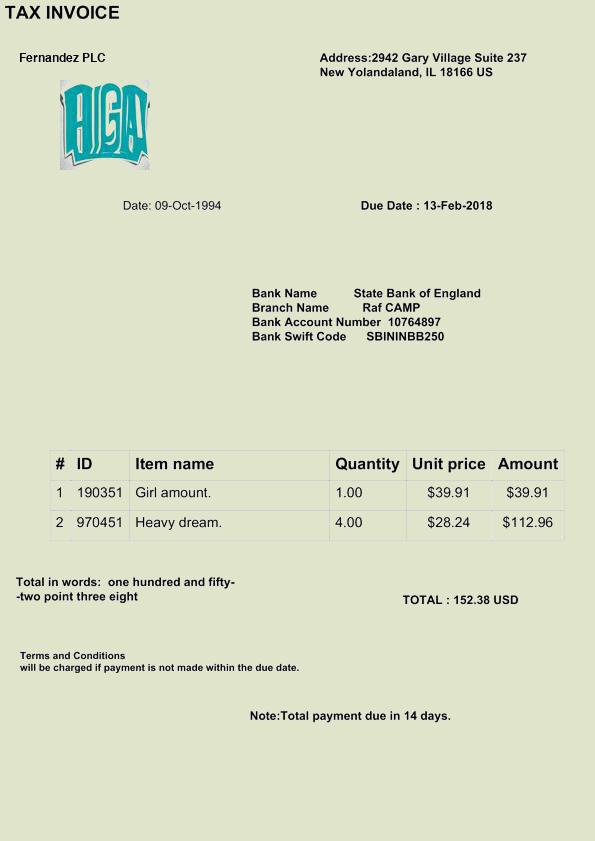 TAX INVOICE
Fernandez PLC
Address:2942 Gary Village Suite 237
New Yolandaland, IL 18166 US
AIGA
Date: 09-Oct-1994
Due Date : 13-Feb-2018
Bank Name State Bank of England
Branch Name Raf CAMP
Bank Account Number 10764897
Bank Swift Code SBININBB250
# ID Item name Quantity Unit price Amount
1 190351 Girl amount. 1.00 $39.91 $39.91
2 970451 Heavy dream. 4.00 $28.24 $112.96
Total in words: one hundred and fifty-
-two point three eight
TOTAL : 152.38 USD
Terms and Conditions
will be charged if payment is not made within the due date.
Note:Total payment due in 14 days.